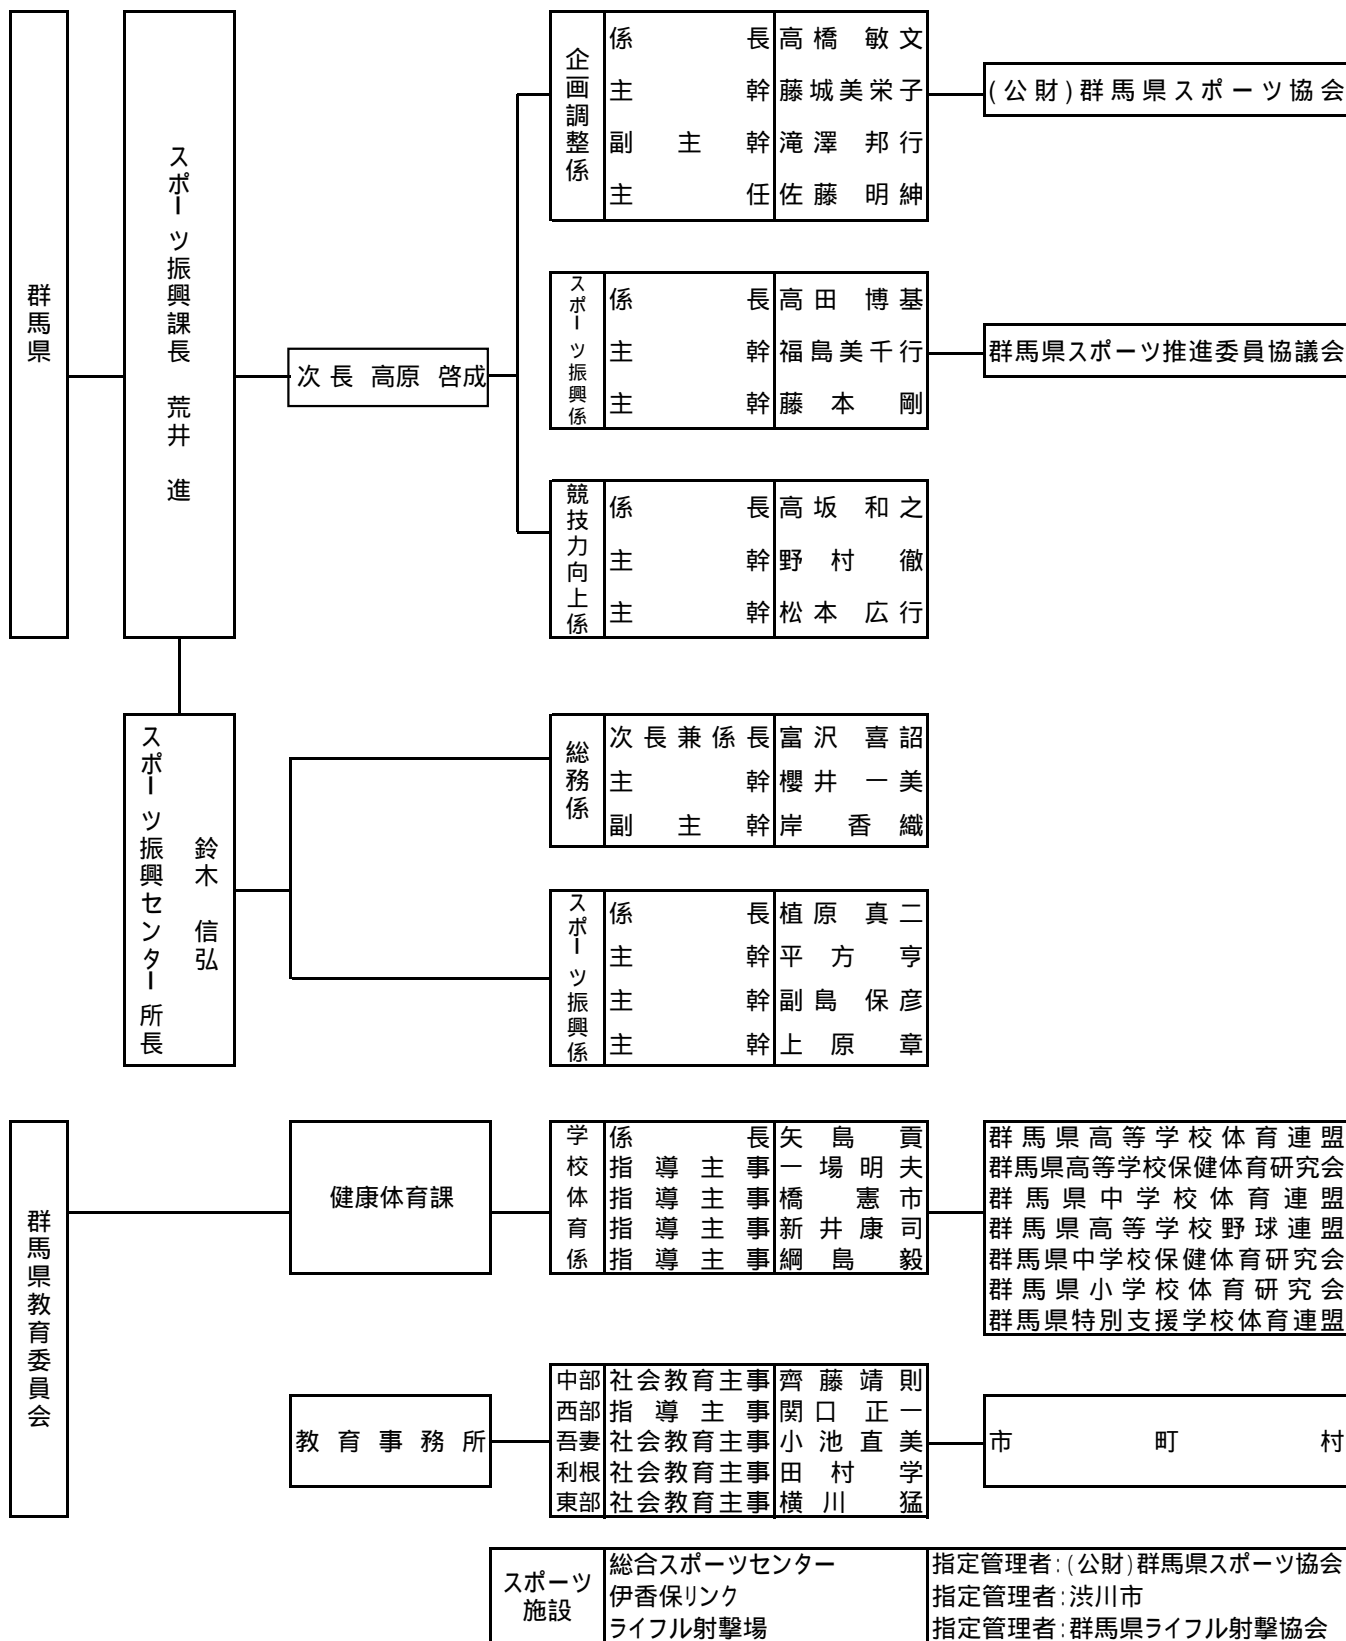 群馬県
スポーツ振興課長 荒井 進
次長 高原 啓成
企画調整係
係長 高橋 敏文
主幹 藤城美栄子
副主幹 滝澤 邦行
主任 佐藤 明紳
(公財)群馬県スポーツ協会
スポーツ振興係
係長 高田 博基
主幹 福島美千行
主幹 藤本 剛
群馬県スポーツ推進委員協議会
競技力向上係
係長 高坂 和之
主幹 野村 徹
主幹 松本 広行
スポーツ振興センター所長
鈴木 信弘
総務係
次長兼係長 富沢 喜詔
主幹 櫻井 一美
副主幹 岸 香織
スポーツ振興係
係長 植原 真二
主幹 平方 亨
主幹 副島 保彦
主幹 上原 章
群馬県教育委員会
健康体育課
学校体育係
係長 矢島 貢
指導主事 一場明夫
指導主事 橋 憲市
指導主事 新井康司
指導主事 綱島 毅
群馬県高等学校体育連盟
群馬県高等学校保健体育研究会
群馬県中学校体育連盟
群馬県高等学校野球連盟
群馬県中学校保健体育研究会
群馬県小学校体育研究会
群馬県特別支援学校体育連盟
教育事務所
中部 社会教育主事 齊藤靖則
西部 指導主事 関口 正一
吾妻 社会教育主事 小池直美
利根 社会教育主事 田村 学
東部 社会教育主事 横川 猛
市町村
スポーツ
施設
総合スポーツセンター 指定管理者:(公財)群馬県スポーツ協会
伊香保リンク 指定管理者:渋川市
ライフル射撃場 指定管理者:群馬県ライフル射撃協会